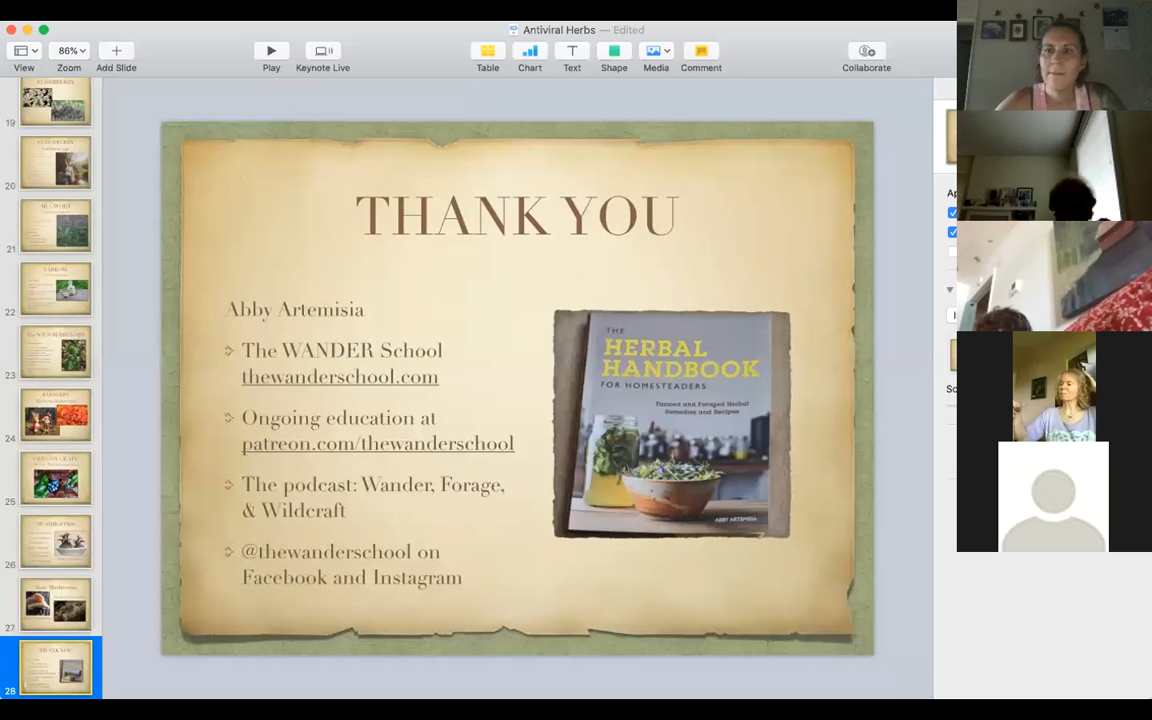 Antiviral Herbs — Edited
86%
View
Zoom
Add Slide
Play
Keynote Live
Table
Chart
Text
Shape
Media
Comment
Collaborate
19
20
21
22
23
24
25
26
27
28
THANK YOU
Abby Artemisia
The WANDER School
thewanderschool.com
Ongoing education at
patreon.com/thewanderschool
The podcast: Wander, Forage,
& Wildcraft
@thewanderschool on
Facebook and Instagram
THE
HERBAL
HANDBOOK
FOR HOMESTEADERS
Farmed and Foraged Herbal
Remedies and Recipes
ABBY ARTEMISIA